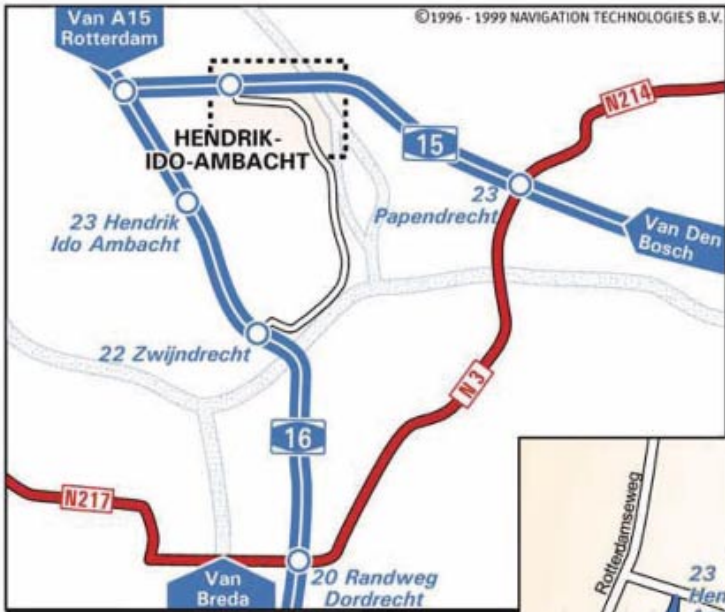 ©1996 - 1999 NAVIGATION TECHNOLOGIES B.V.
Van A15
Rotterdam
N214
HENDRIK-
IDO-AMBACHT
15
23
Papendrecht
23 Hendrik
Ido Ambacht
Van Den
Bosch
22 Zwijndrecht
N3
16
N217
Rotterdamseweg
23
Van
Breda
20 Randweg
Dordrecht